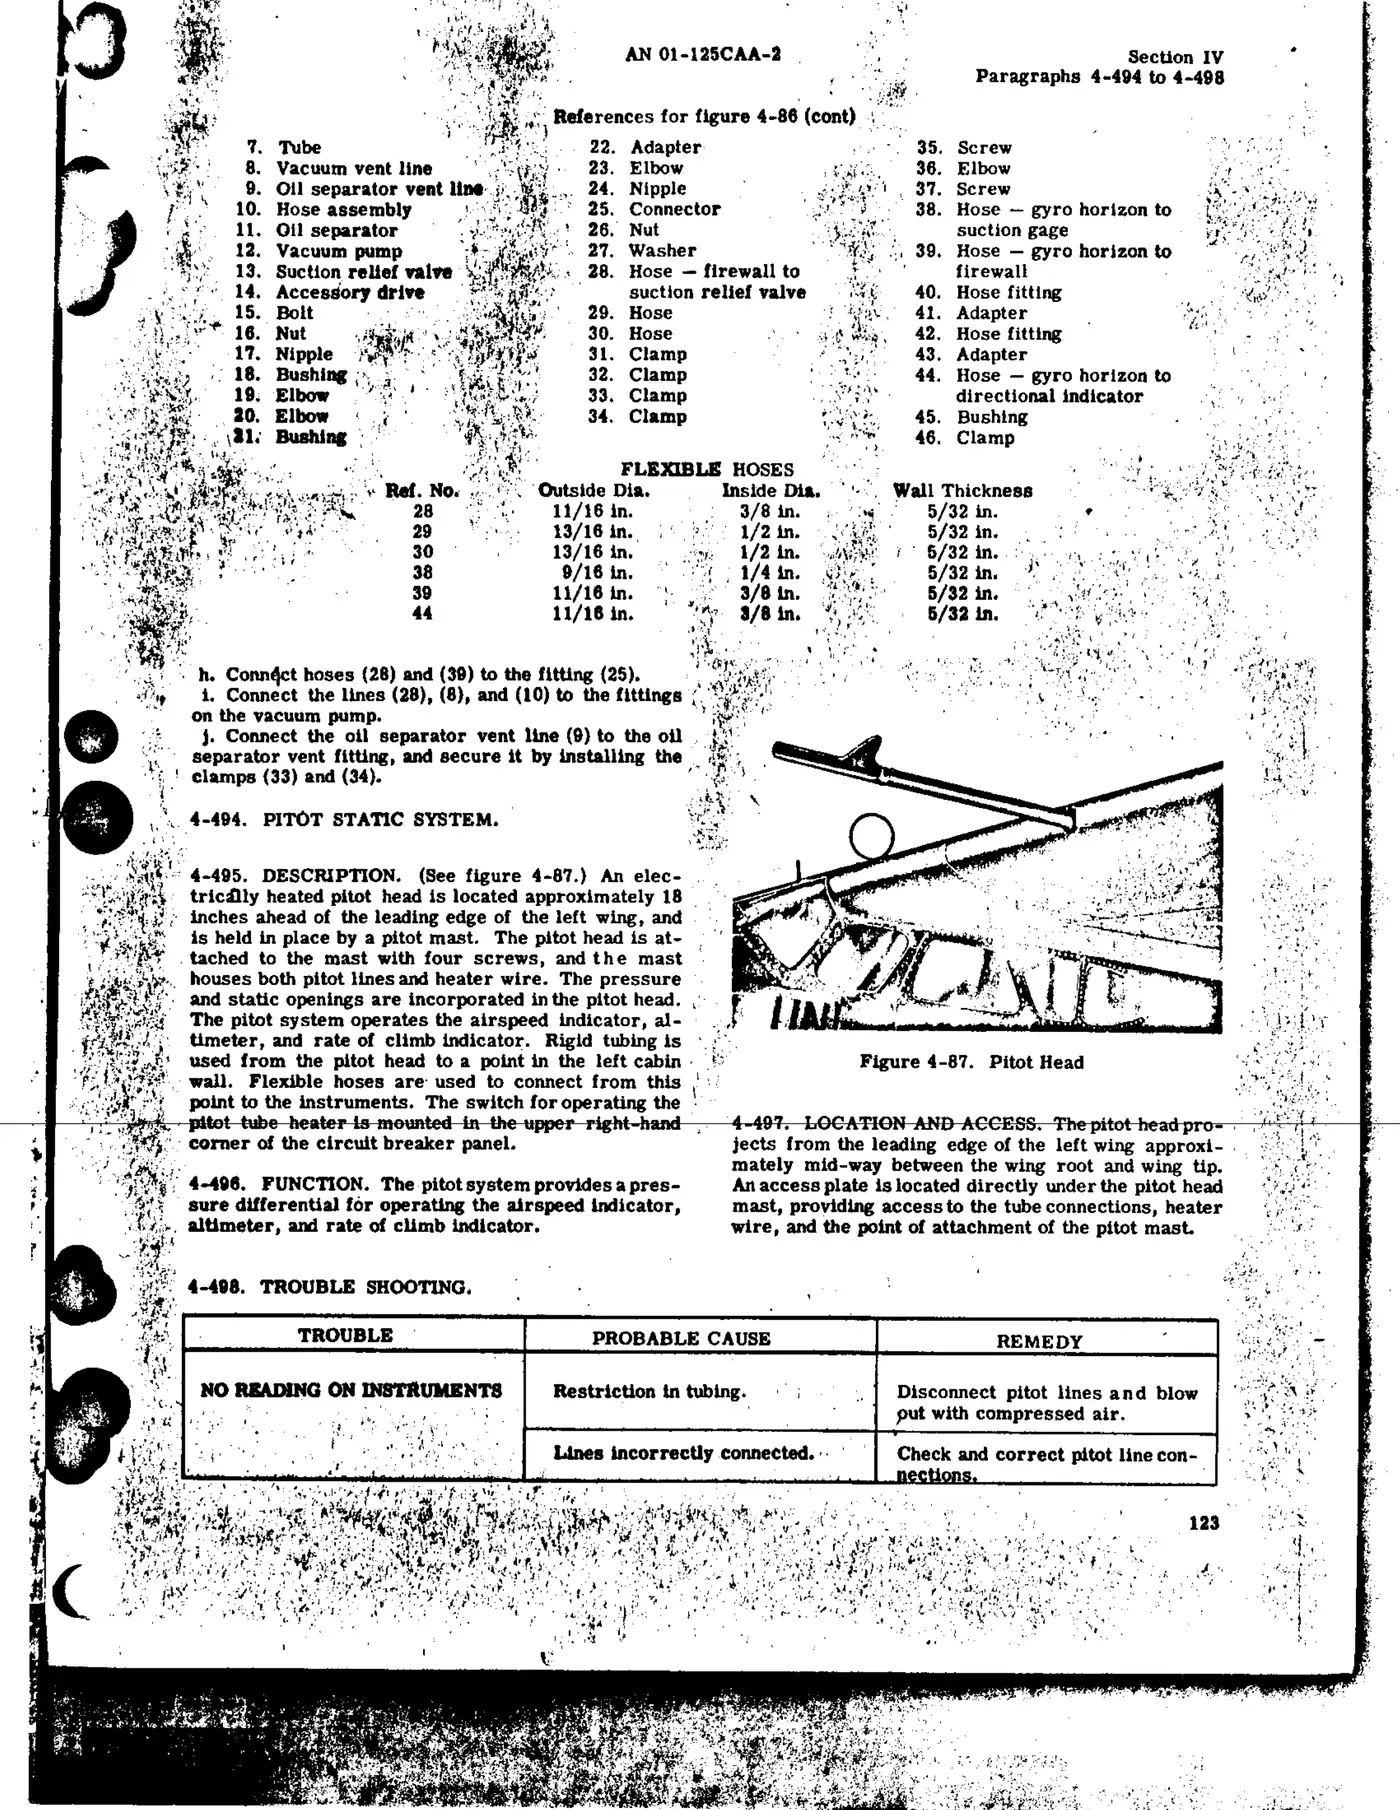 AN 01-125CAA-2
Section IV
Paragraphs 4-494 to 4-498
References for figure 4-86 (cont)
7. Tube
8. Vacuum vent line
9. Oil separator vent line
10. Hose assembly
11. Oil separator
12. Vacuum pump
13. Suction relief valve
14. Accessory drive
15. Bolt
16. Nut
17. Nipple
18. Bushing
19. Elbow
20. Elbow
21. Bushing
22. Adapter
23. Elbow
24. Nipple
25. Connector
26. Nut
27. Washer
28. Hose — firewall to
suction relief valve
29. Hose
30. Hose
31. Clamp
32. Clamp
33. Clamp
34. Clamp
35. Screw
36. Elbow
37. Screw
38. Hose — gyro horizon to
suction gage
39. Hose — gyro horizon to
firewall
40. Hose fitting
41. Adapter
42. Hose fitting
43. Adapter
44. Hose — gyro horizon to
directional indicator
45. Bushing
46. Clamp
FLEXIBLE HOSES
Ref. No. Outside Dia. Inside Dia. Wall Thickness
28 11/16 in. 3/8 in. 5/32 in.
29 13/16 in. 1/2 in. 5/32 in.
30 13/16 in. 1/2 in. 5/32 in.
38 9/16 in. 1/4 in. 5/32 in.
39 11/16 in. 3/8 in. 5/32 in.
44 11/16 in. 3/8 in. 5/32 in.
h. Connect hoses (28) and (39) to the fitting (25).
i. Connect the lines (28), (8), and (10) to the fittings
on the vacuum pump.
j. Connect the oil separator vent line (9) to the oil
separator vent fitting, and secure it by installing the
clamps (33) and (34).
4-494. PITOT STATIC SYSTEM.
4-495. DESCRIPTION. (See figure 4-87.) An elec-
trically heated pitot head is located approximately 18
inches ahead of the leading edge of the left wing, and
is held in place by a pitot mast. The pitot head is at-
tached to the mast with four screws, and the mast
houses both pitot lines and heater wire. The pressure
and static openings are incorporated in the pitot head.
The pitot system operates the airspeed indicator, al-
timeter, and rate of climb indicator. Rigid tubing is
used from the pitot head to a point in the left cabin
wall. Flexible hoses are used to connect from this
point to the instruments. The switch for operating the
pitot tube heater is mounted in the upper right-hand
corner of the circuit breaker panel.
4-496. FUNCTION. The pitot system provides a pres-
sure differential for operating the airspeed indicator,
altimeter, and rate of climb indicator.
Figure 4-87. Pitot Head
4-497. LOCATION AND ACCESS. The pitot head pro-
jects from the leading edge of the left wing approxi-
mately mid-way between the wing root and wing tip.
An access plate is located directly under the pitot head
mast, providing access to the tube connections, heater
wire, and the point of attachment of the pitot mast.
4-498. TROUBLE SHOOTING.
TROUBLE PROBABLE CAUSE REMEDY
NO READING ON INSTRUMENTS Restriction in tubing. Disconnect pitot lines and blow
out with compressed air.
Lines incorrectly connected. Check and correct pitot line con-
nections.
123